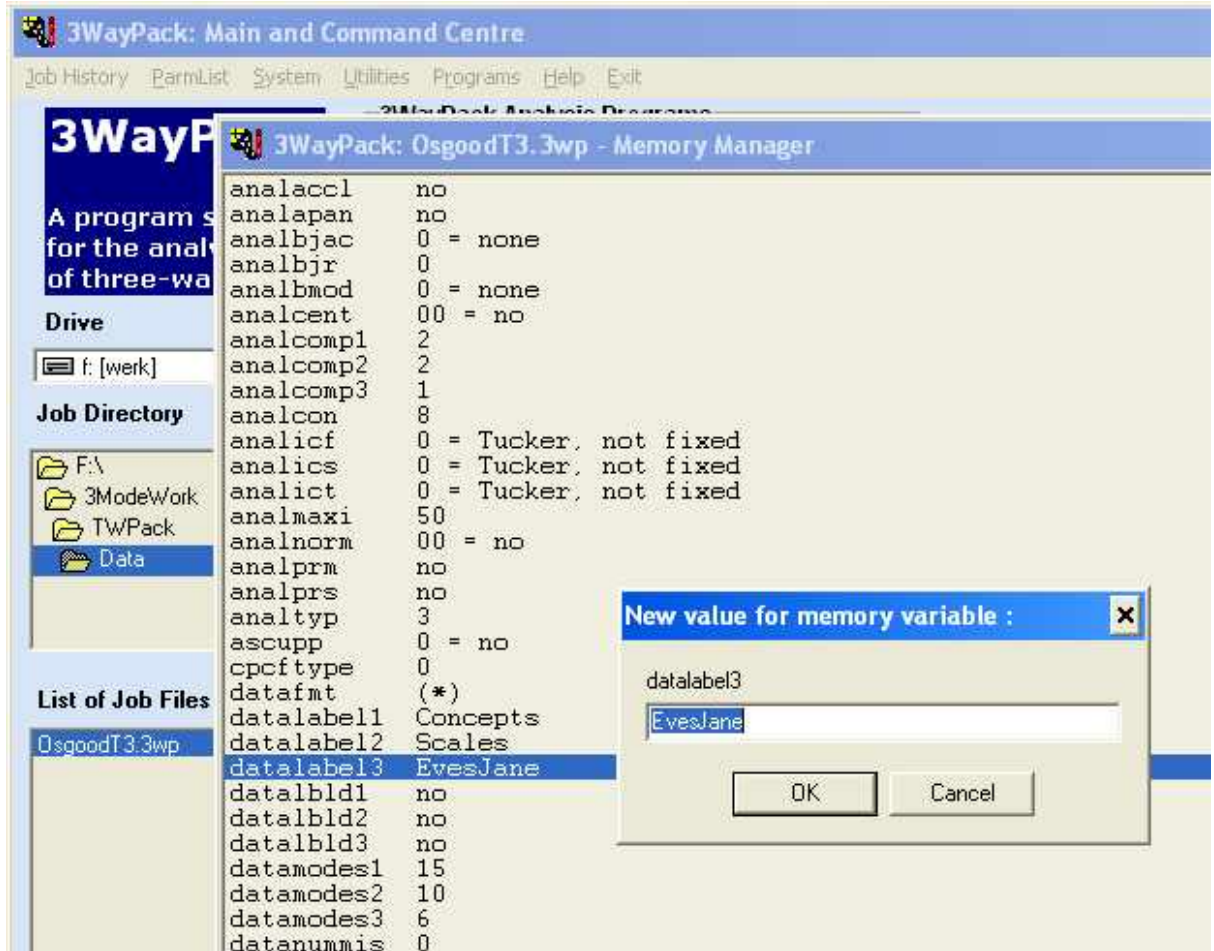 3WayPack: Main and Command Centre
Job History ParmList System Utilities Programs Help Exit
3WayPack Analysis Programs
3WayP
A program s
for the anal
of three-wa
Drive
f: [werk]
Job Directory
F:\
3ModeWork
TWPack
Data
List of Job Files
OsgoodT3.3wp
3WayPack: OsgoodT3.3wp - Memory Manager
analaccl no
analapan no
analbjac 0 = none
analbjr 0
analbmod 0 = none
analcent 00 = no
analcomp1 2
analcomp2 2
analcomp3 1
analcon 8
analicf 0 = Tucker, not fixed
analics 0 = Tucker, not fixed
analict 0 = Tucker, not fixed
analmaxi 50
analnorm 00 = no
analprm no
analprs no
analtyp 3
ascupp 0 = no
cpcftype 0
datafmt (*)
datalabel1 Concepts
datalabel2 Scales
datalabel3 EvesJane
datalbld1 no
datalbld2 no
datalbld3 no
datamodes1 15
datamodes2 10
datamodes3 6
datanummis 0
New value for memory variable :
datalabel3
EvesJane
OK Cancel